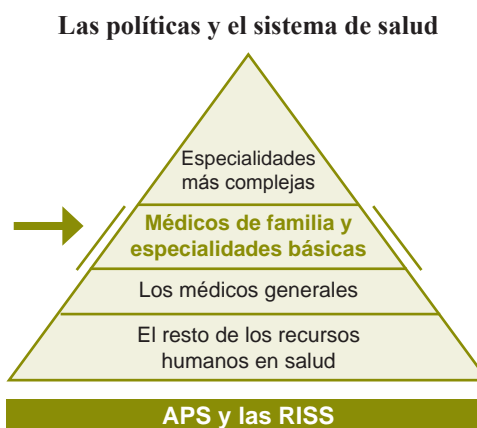 Las políticas y el sistema de salud
Especialidades
más complejas
Médicos de familia y
especialidades básicas
Los médicos generales
El resto de los recursos
humanos en salud
APS y las RISS